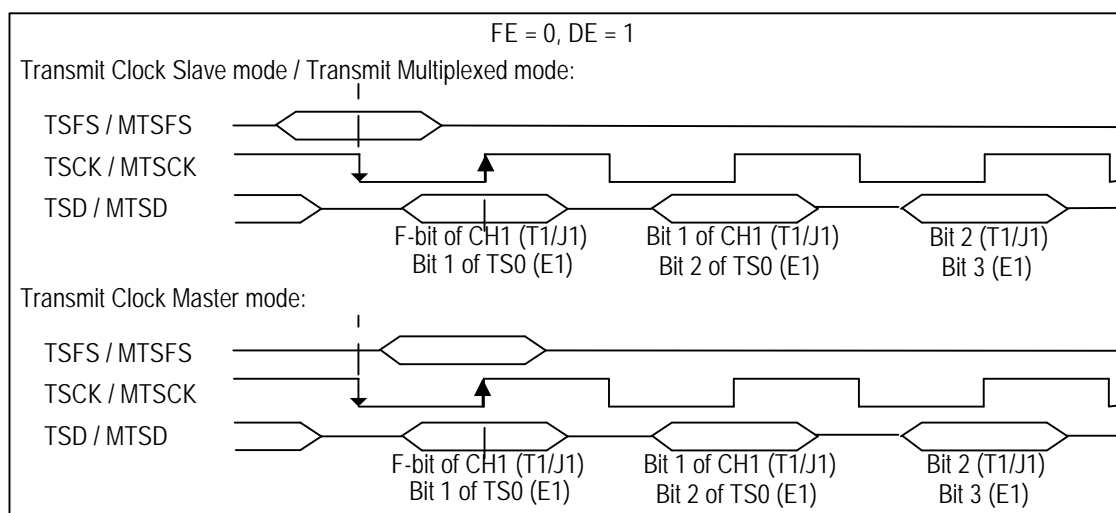 FE = 0, DE = 1
Transmit Clock Slave mode / Transmit Multiplexed mode:
TSFS / MTSFS
TSCK / MTSCK
TSD / MTSD
F-bit of CH1 (T1/J1)
Bit 1 of TS0 (E1)
Bit 1 of CH1 (T1/J1)
Bit 2 of TS0 (E1)
Bit 2 (T1/J1)
Bit 3 (E1)
Transmit Clock Master mode:
TSFS / MTSFS
TSCK / MTSCK
TSD / MTSD
F-bit of CH1 (T1/J1)
Bit 1 of TS0 (E1)
Bit 1 of CH1 (T1/J1)
Bit 2 of TS0 (E1)
Bit 2 (T1/J1)
Bit 3 (E1)